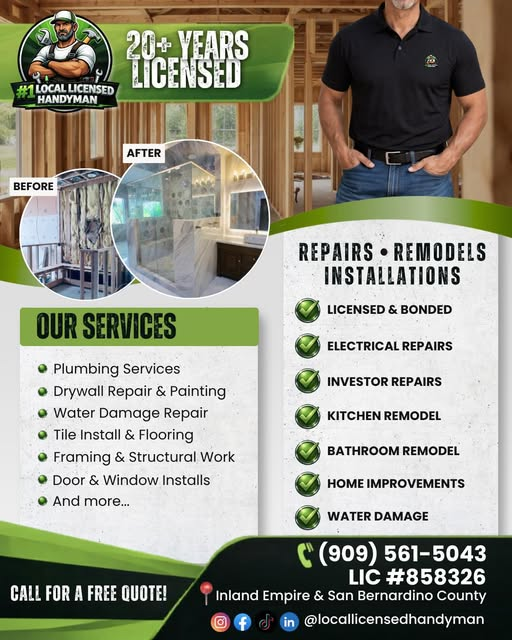 #1 LOCAL LICENSED
HANDYMAN
20+ YEARS
LICENSED
BEFORE
AFTER
REPAIRS • REMODELS
INSTALLATIONS
LICENSED & BONDED
ELECTRICAL REPAIRS
INVESTOR REPAIRS
KITCHEN REMODEL
BATHROOM REMODEL
HOME IMPROVEMENTS
WATER DAMAGE
OUR SERVICES
Plumbing Services
Drywall Repair & Painting
Water Damage Repair
Tile Install & Flooring
Framing & Structural Work
Door & Window Installs
And more...
CALL FOR A FREE QUOTE!
(909) 561-5043
LIC #858326
Inland Empire & San Bernardino County
@locallicensedhandyman